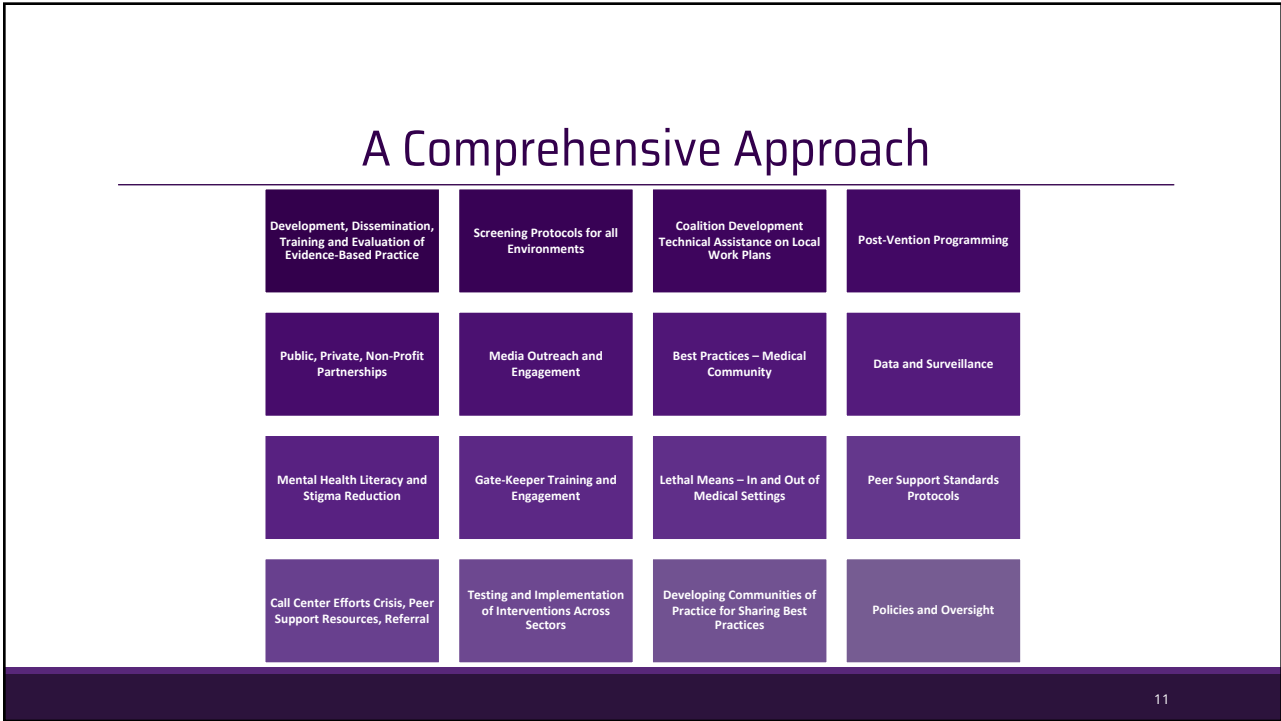 A Comprehensive Approach
Development, Dissemination,
Training and Evaluation of
Evidence-Based Practice
Screening Protocols for all
Environments
Coalition Development
Technical Assistance on Local
Work Plans
Post-Vention Programming
Public, Private, Non-Profit
Partnerships
Media Outreach and
Engagement
Best Practices – Medical
Community
Data and Surveillance
Mental Health Literacy and
Stigma Reduction
Gate-Keeper Training and
Engagement
Lethal Means – In and Out of
Medical Settings
Peer Support Standards
Protocols
Call Center Efforts Crisis, Peer
Support Resources, Referral
Testing and Implementation
of Interventions Across
Sectors
Developing Communities of
Practice for Sharing Best
Practices
Policies and Oversight
11